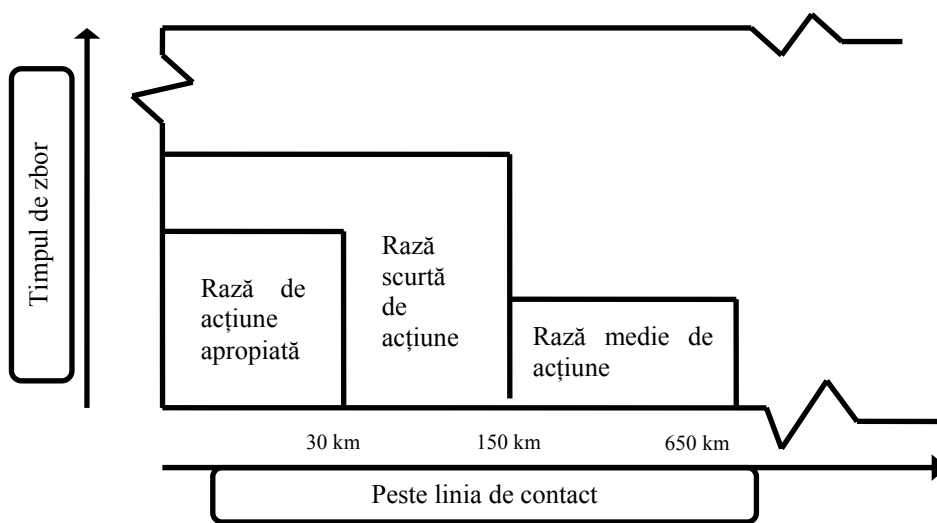 Timpul de zbor
Rază de
acțiune
apropiată
Rază
scurtă
de
acțiune
Rază medie de
acțiune
30 km
150 km
650 km
Peste linia de contact